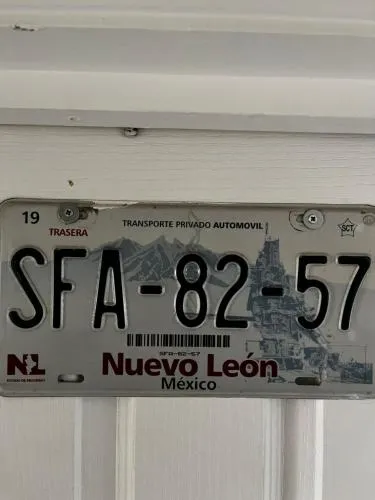 19 TRANSPORTE PRIVADO AUTOMOVIL SCT
TRASERA
SFA-82-57
SFA-82-57
NL Nuevo León
México